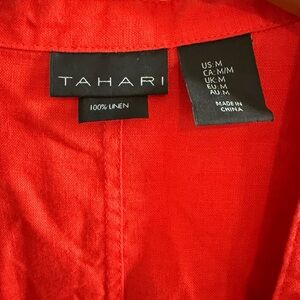 TAHARI
100% LINEN
US: M
CA: M/M
UK: M
EU: M
AU: M
MADE IN
CHINA